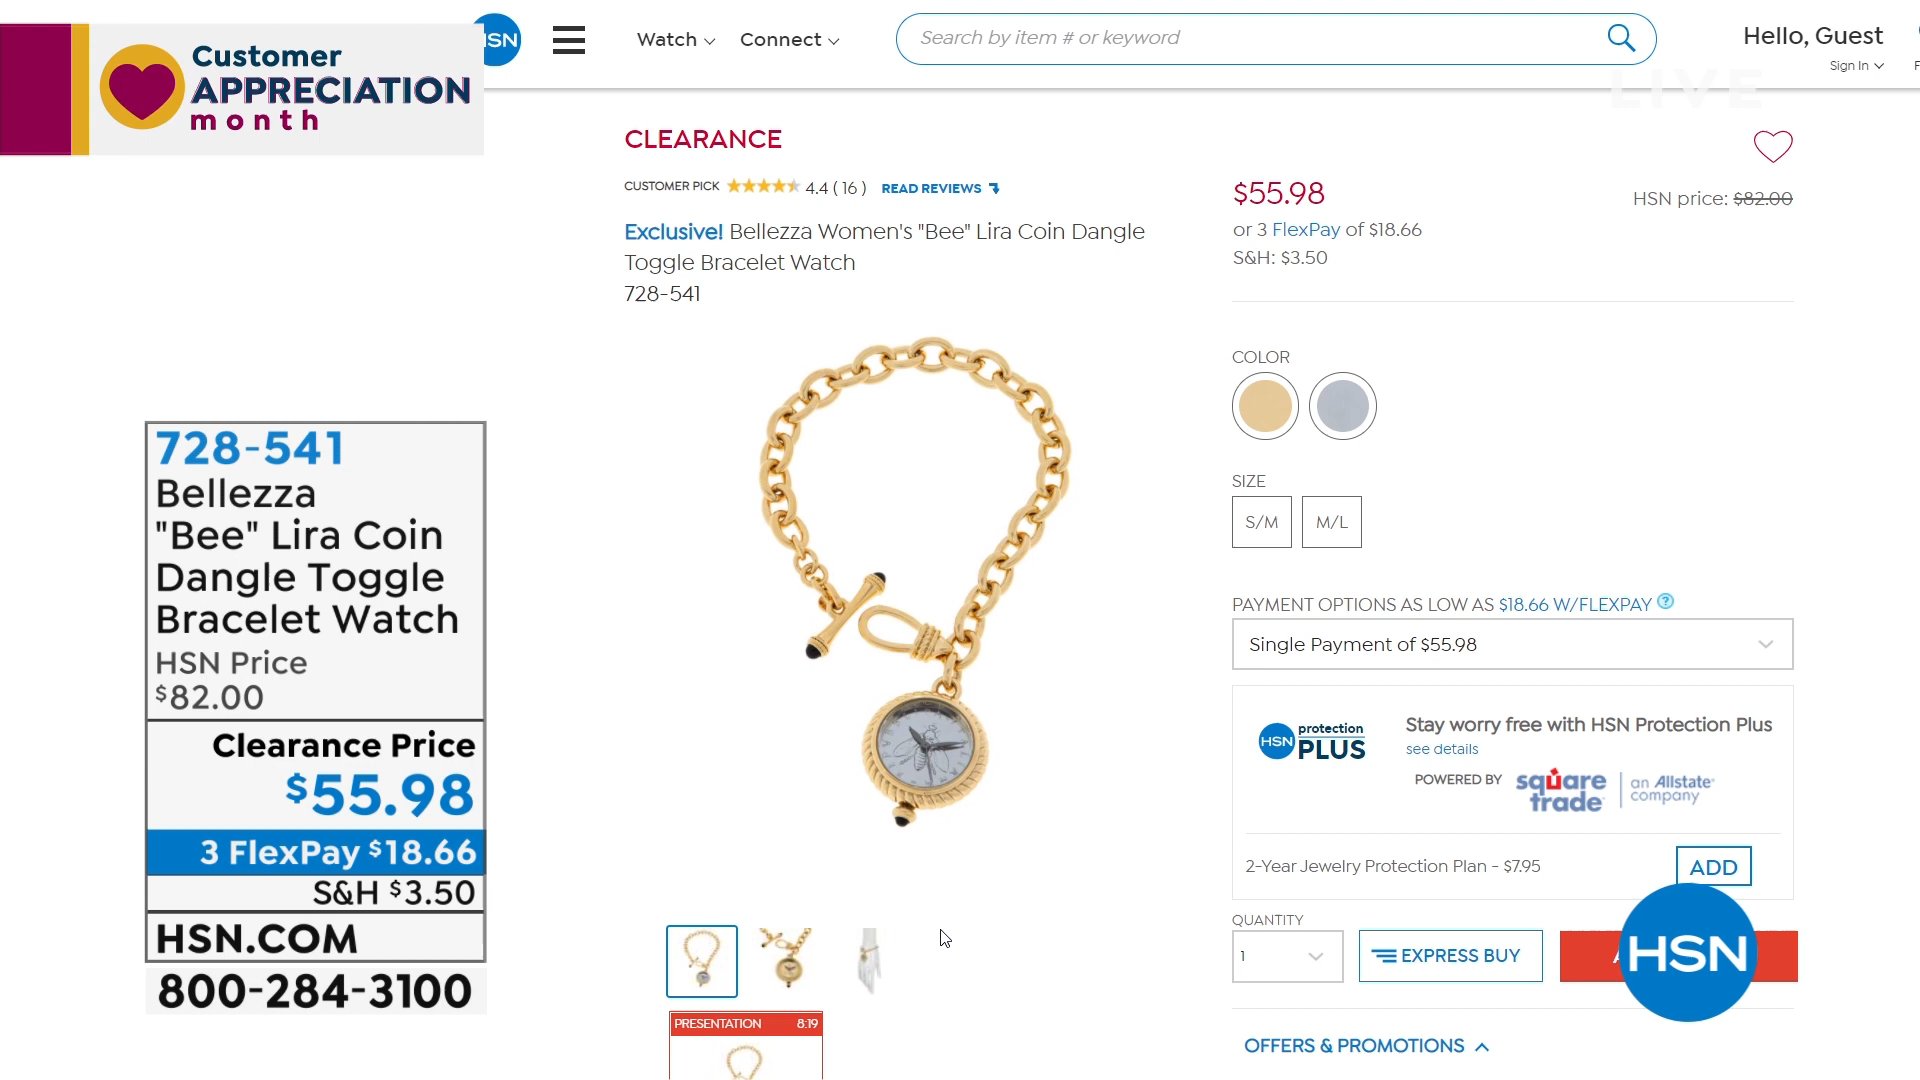 Customer
APPRECIATION
month
HSN
Watch
Connect
Search by item # or keyword
Hello, Guest
Sign In
LIVE
CLEARANCE
CUSTOMER PICK 4.4 ( 16 ) READ REVIEWS
Exclusive! Bellezza Women's "Bee" Lira Coin Dangle
Toggle Bracelet Watch
728-541
$55.98
HSN price: $82.00
or 3 FlexPay of $18.66
S&H: $3.50
COLOR
SIZE
S/M
M/L
PAYMENT OPTIONS AS LOW AS $18.66 W/FLEXPAY ?
Single Payment of $55.98
HSN protection
PLUS
Stay worry free with HSN Protection Plus
see details
POWERED BY
square
trade
an Allstate
company
2-Year Jewelry Protection Plan - $7.95
ADD
QUANTITY
1
EXPRESS BUY
HSN
OFFERS & PROMOTIONS
PRESENTATION 8:19
728-541
Bellezza
"Bee" Lira Coin
Dangle Toggle
Bracelet Watch
HSN Price
$82.00
Clearance Price
$55.98
3 FlexPay $18.66
S&H $3.50
HSN.COM
800-284-3100